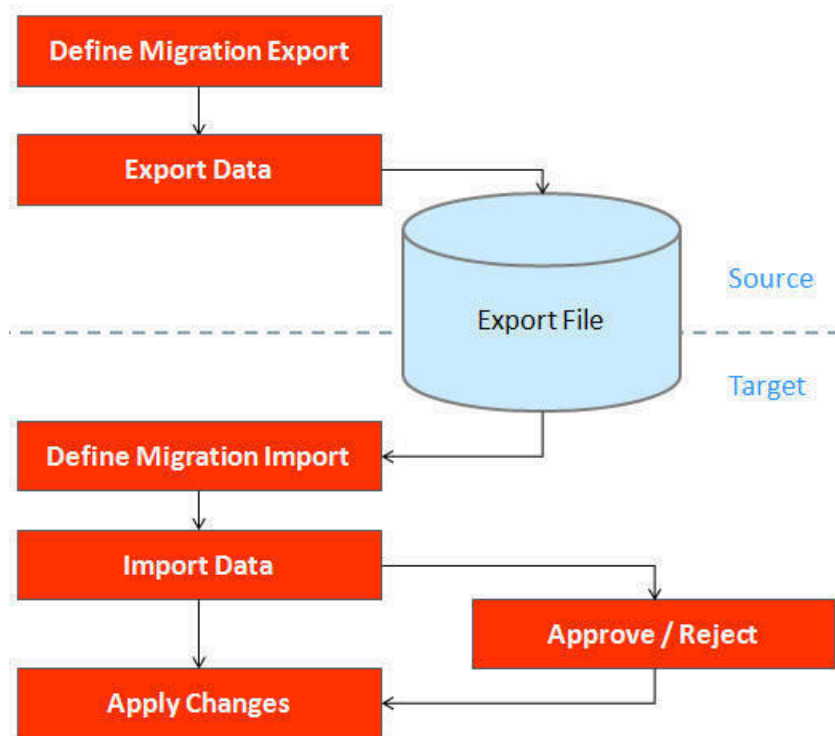 Define Migration Export
Export Data
Source
Export File
Target
Define Migration Import
Import Data
Approve / Reject
Apply Changes